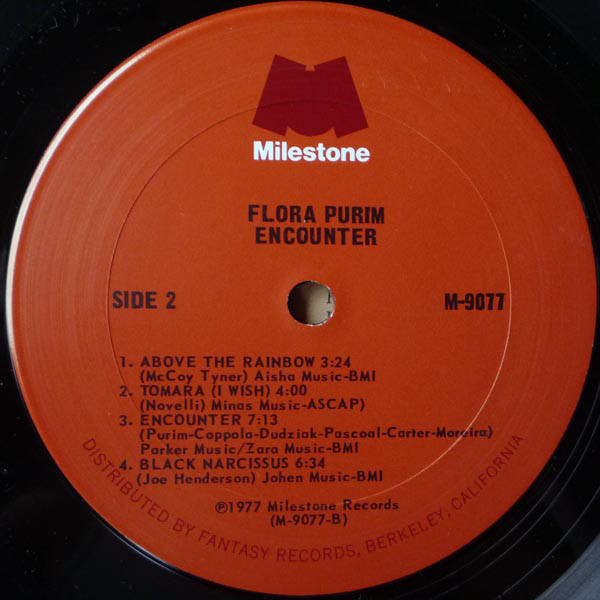 Milestone
FLORA PURIM
ENCOUNTER
SIDE 2
M-9077
1. ABOVE THE RAINBOW 3:24
(McCoy Tyner) Aisha Music-BMI
2. TOMARA (I WISH) 4:00
(Novelli) Minas Music-ASCAP)
3. ENCOUNTER 7:13
(Purim-Coppola-Dudziak-Pascoal-Carter-Moreira)
Parker Music/Zara Music-BMI
4. BLACK NARCISSUS 6:34
(Joe Henderson) Johen Music-BMI
℗1977 Milestone Records
(M-9077-B)
DISTRIBUTED BY FANTASY RECORDS, BERKELEY, CALIFORNIA